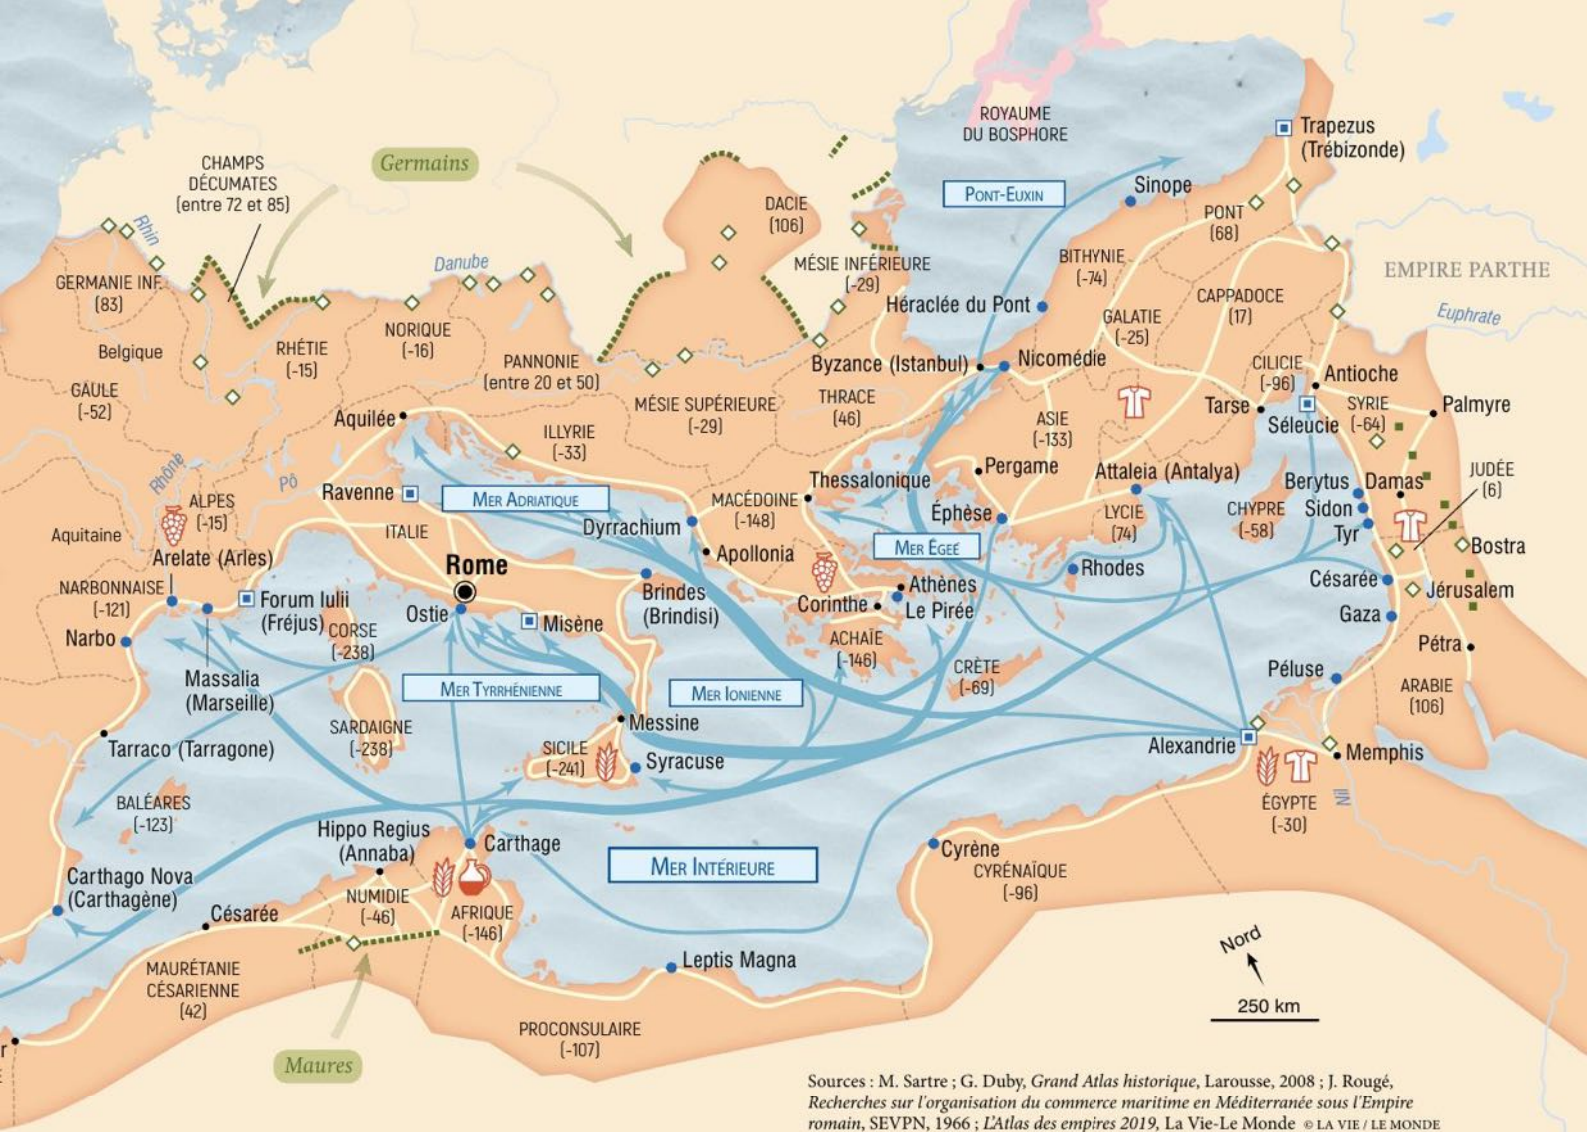 ROYAUME
DU BOSPHORE
Trapezus
(Trébizonde)
CHAMPS
DÉCUMATES
(entre 72 et 85)
Germains
PONT-EUXIN
Sinope
DACIE
(106)
PONT
(68)
Rhin
Danube
MÉSIE INFÉRIEURE
(-29)
BITHYNIE
(-74)
EMPIRE PARTHE
GERMANIE INF.
(83)
CAPPADOCE
(17)
Héraclée du Pont
Euphrate
NORIQUE
(-16)
GALATIE
(-25)
Belgique
RHÉTIE
(-15)
PANNONIE
(entre 20 et 50)
Byzance (Istanbul)
Nicomédie
CILICIE
(-96)
Antioche
GAULE
(-52)
MÉSIE SUPÉRIEURE
(-29)
THRACE
(46)
Tarse
SYRIE
(-64)
Palmyre
Aquilée
ILLYRIE
(-33)
ASIE
(-133)
Séleucie
Rhône
Pô
Pergame
Attaleia (Antalya)
JUDÉE
(6)
Thessalonique
Berytus
Damas
Ravenne
MER ADRIATIQUE
MACÉDOINE
(-148)
ALPES
(-15)
Éphèse
LYCIE
(74)
CHYPRE
(-58)
Sidon
Tyr
Aquitaine
ITALIE
Dyrrachium
MER ÉGEÉ
Bostra
Arelate (Arles)
Rome
Apollonia
Rhodes
Césarée
Jérusalem
NARBONNAISE
(-121)
Forum Iulii
(Fréjus)
Brindes
(Brindisi)
Athènes
Corinthe
Le Pirée
Gaza
Ostie
Misène
Narbo
CORSE
(-238)
ACHAÏE
(-146)
Pétra
Massalia
(Marseille)
MER TYRRHÉNIENNE
MER IONIENNE
CRÈTE
(-69)
Péluse
ARABIE
(106)
SARDAIGNE
(-238)
Messine
Tarraco (Tarragone)
SICILE
(-241)
Syracuse
Alexandrie
Memphis
BALÉARES
(-123)
ÉGYPTE
(-30)
Nil
Hippo Regius
(Annaba)
Carthage
MER INTÉRIEURE
Cyrène
CYRÉNAÏQUE
(-96)
Carthago Nova
(Carthagène)
NUMIDIE
(-46)
AFRIQUE
(-146)
Césarée
Nord
Leptis Magna
MAURÉTANIE
CÉSARIENNE
(42)
250 km
PROCONSULAIRE
(-107)
r
Maures
Sources : M. Sartre ; G. Duby, Grand Atlas historique, Larousse, 2008 ; J. Rougé,
Recherches sur l'organisation du commerce maritime en Méditerranée sous l'Empire
romain, SEVPN, 1966 ; L'Atlas des empires 2019, La Vie-Le Monde © LA VIE / LE MONDE